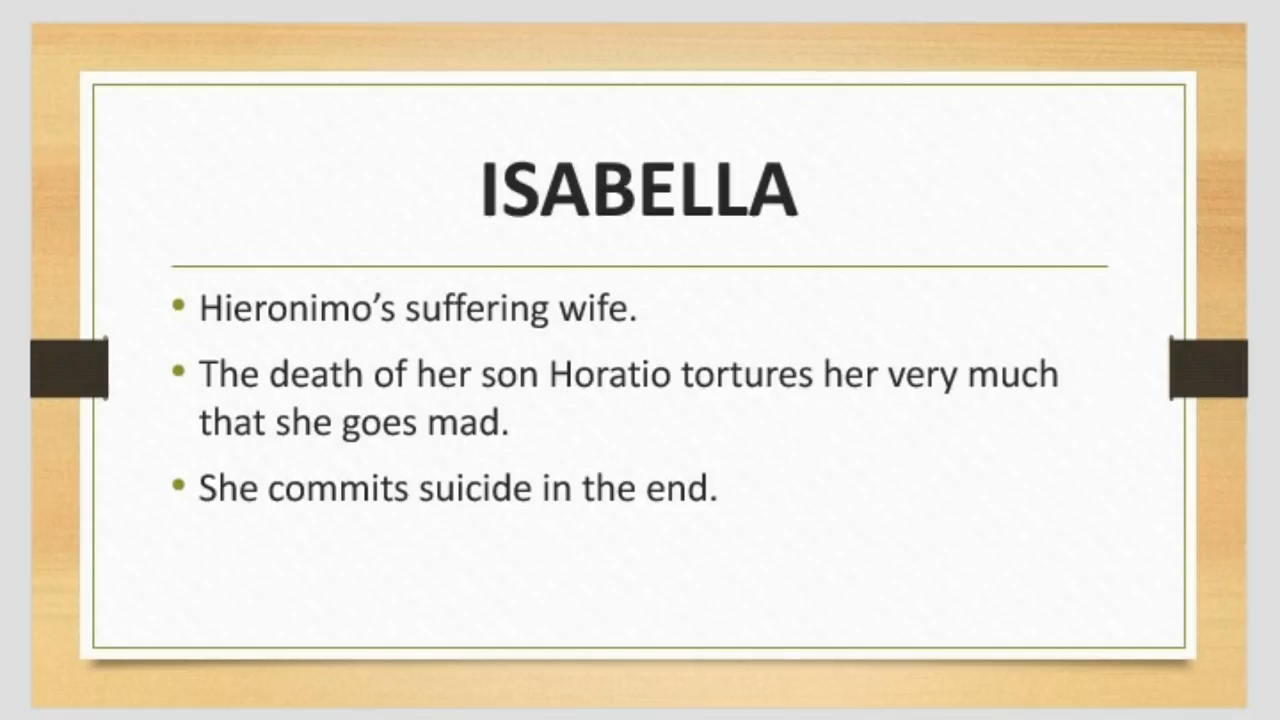 ISABELLA
• Hieronimo’s suffering wife.
• The death of her son Horatio tortures her very much
that she goes mad.
• She commits suicide in the end.